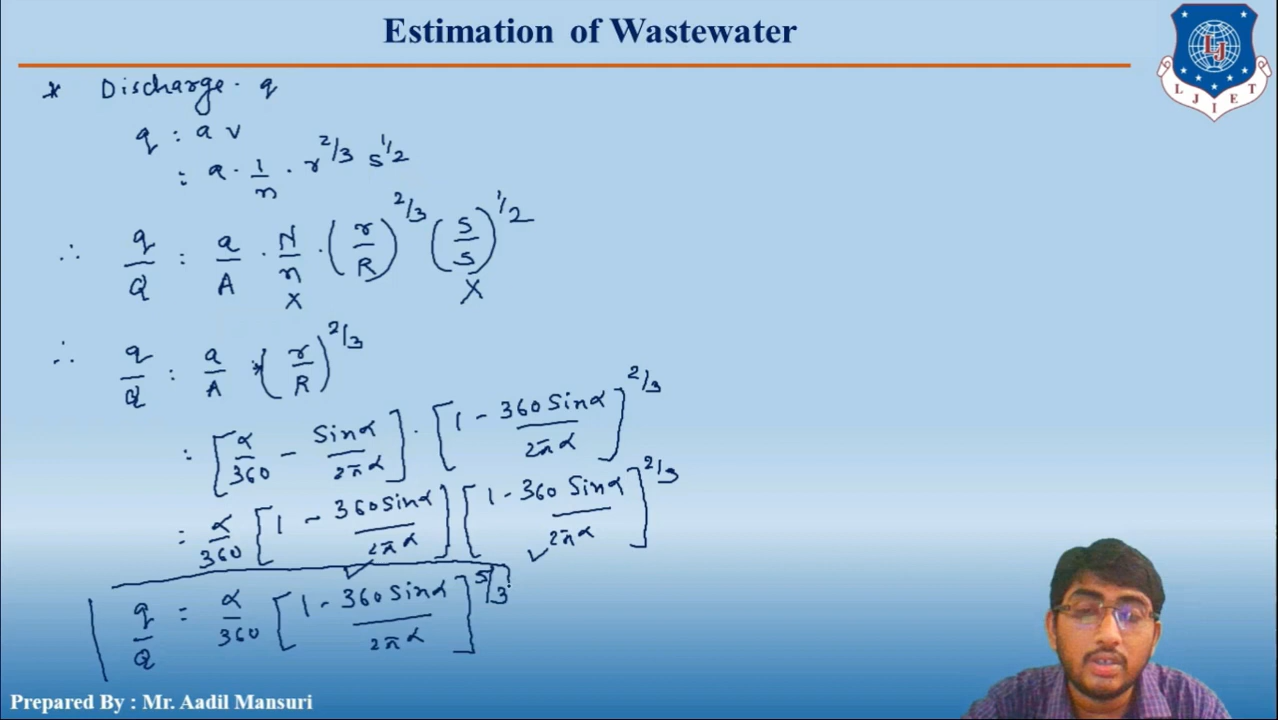 Estimation of Wastewater
LJIET
* Discharge. q
q : a v
: a · 1/n · r^2/3 s^1/2
∴ q/Q : a/A · N/n · (r/R)^2/3 (s/s)^1/2
x X
∴ q/Q : a/A * (r/R)^2/3
: [α/360 - Sinα/2πα] · [1 - 360 Sinα/2πα]^2/3
: α/360 [1 - 360 Sinα/2πα] [1 - 360 Sinα/2πα]^2/3
q/Q : α/360 [1 - 360 Sinα/2πα]^5/3
Prepared By : Mr. Aadil Mansuri